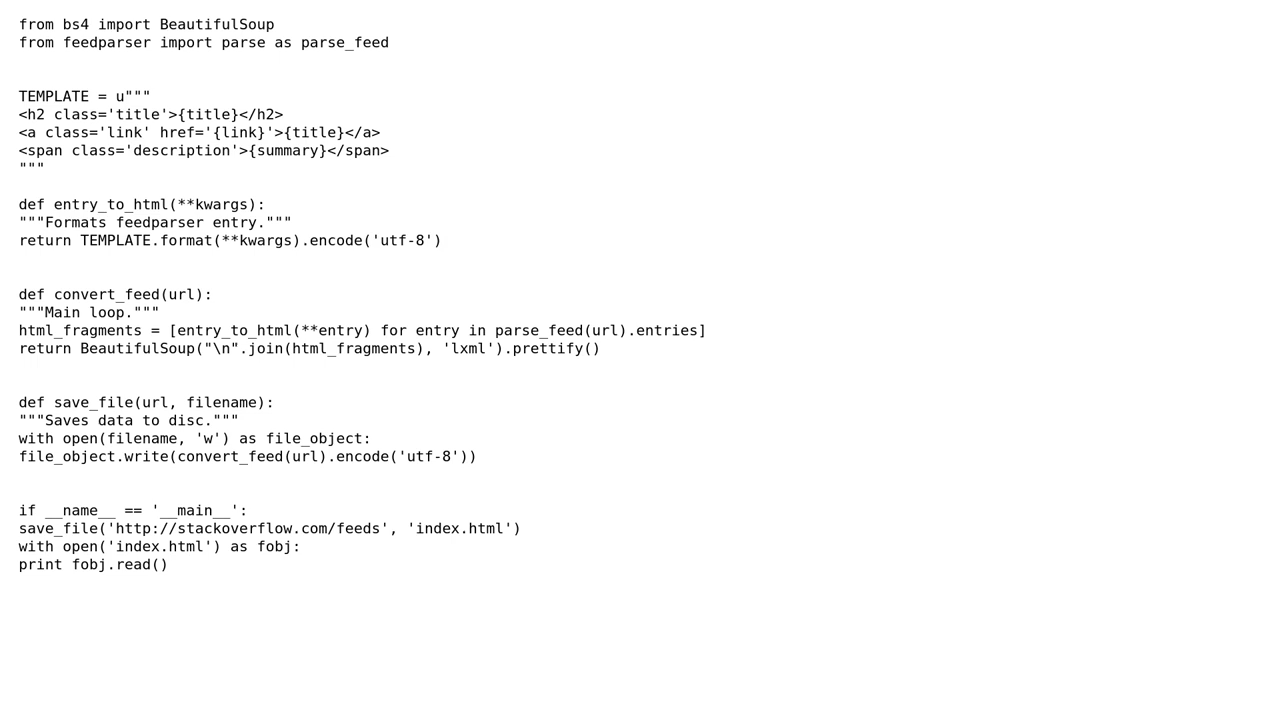 from bs4 import BeautifulSoup
from feedparser import parse as parse_feed
TEMPLATE = u"""
<h2 class='title'>{title}</h2>
<a class='link' href='{link}'>{title}</a>
<span class='description'>{summary}</span>
"""
def entry_to_html(**kwargs):
"""Formats feedparser entry."""
return TEMPLATE.format(**kwargs).encode('utf-8')
def convert_feed(url):
"""Main loop."""
html_fragments = [entry_to_html(**entry) for entry in parse_feed(url).entries]
return BeautifulSoup("\n".join(html_fragments), 'lxml').prettify()
def save_file(url, filename):
"""Saves data to disc."""
with open(filename, 'w') as file_object:
file_object.write(convert_feed(url).encode('utf-8'))
if __name__ == '__main__':
save_file('http://stackoverflow.com/feeds', 'index.html')
with open('index.html') as fobj:
print fobj.read()